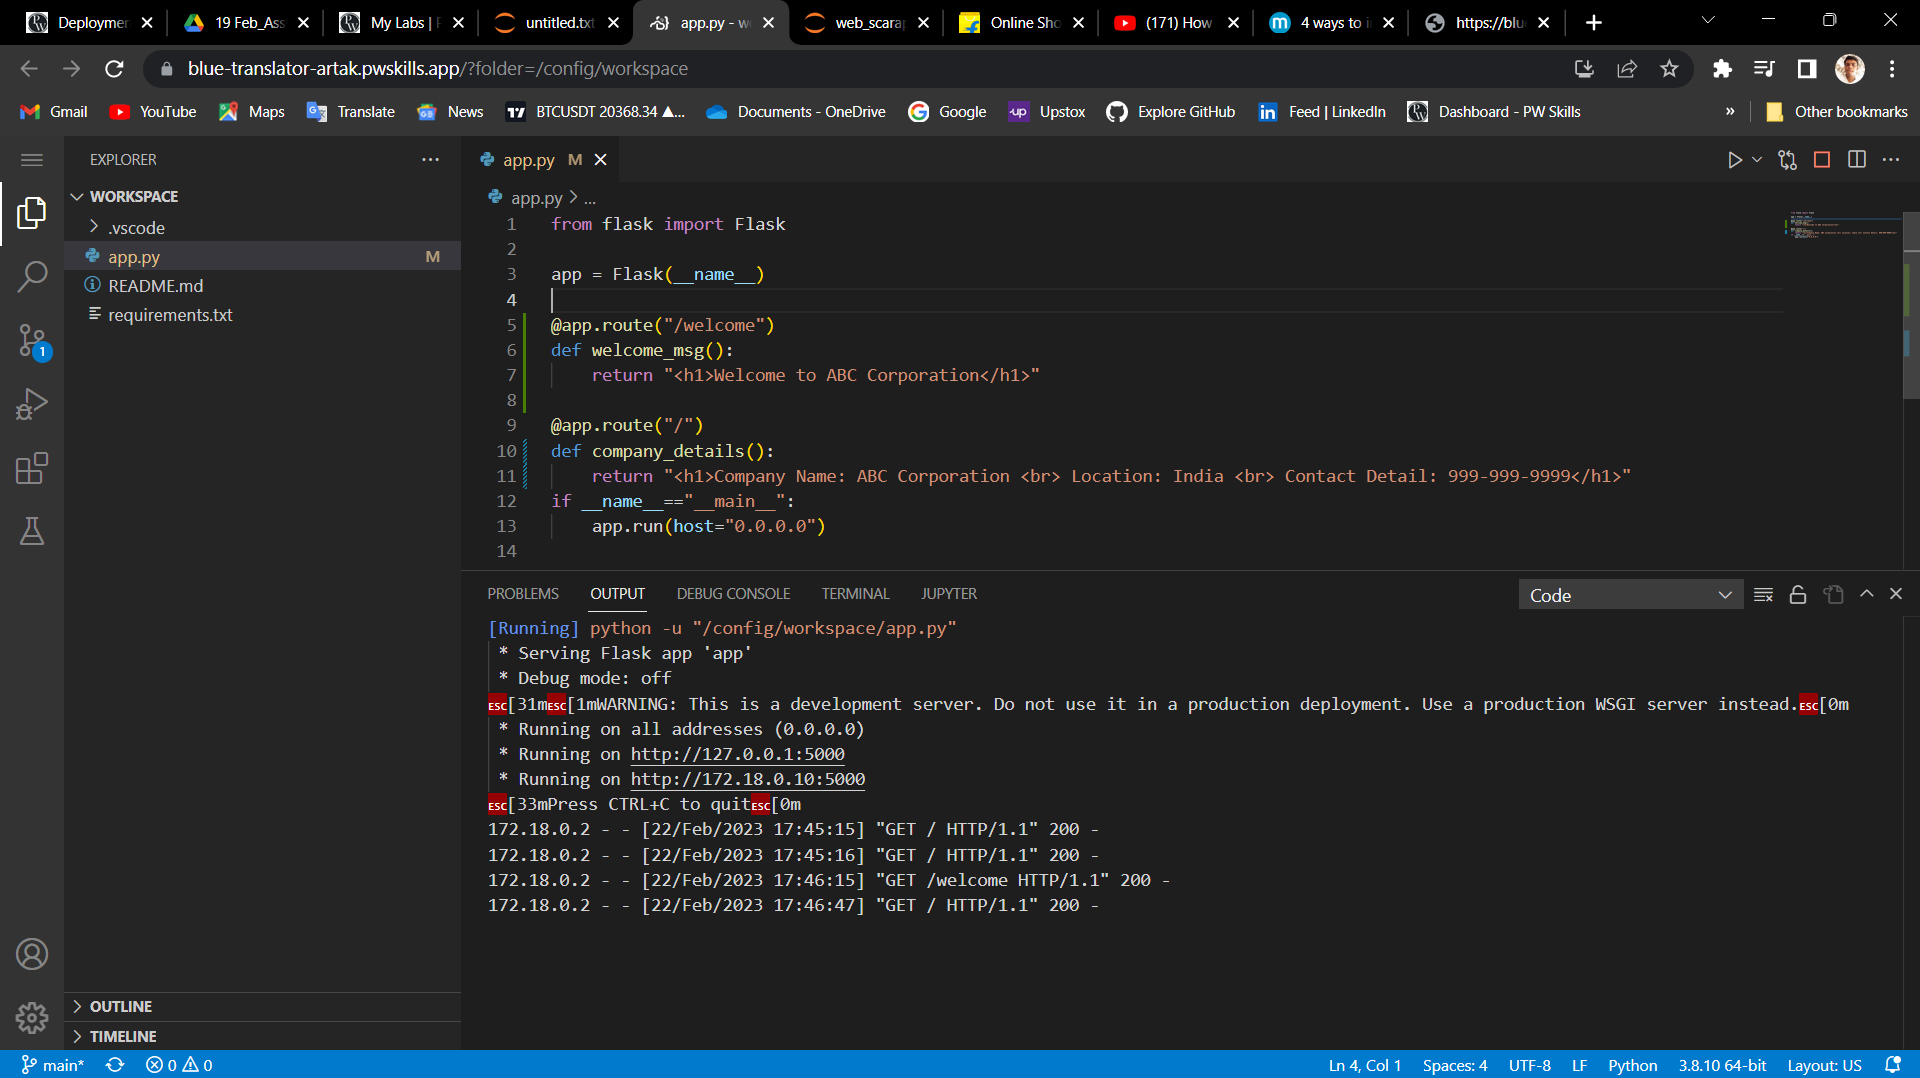 Deploymen
19 Feb_Ass
My Labs | P
untitled.txt
app.py - w
web_scarap
Online Sho
(171) How
4 ways to i
https://blu
blue-translator-artak.pwskills.app/?folder=/config/workspace
Gmail
YouTube
Maps
Translate
News
BTCUSDT 20368.34 ▲...
Documents - OneDrive
Google
Upstox
Explore GitHub
Feed | LinkedIn
Dashboard - PW Skills
»
Other bookmarks
EXPLORER
WORKSPACE
.vscode
app.py M
README.md
requirements.txt
1
OUTLINE
TIMELINE
app.py M
app.py > ...
1 from flask import Flask
2
3 app = Flask(__name__)
4
5 @app.route("/welcome")
6 def welcome_msg():
7 return "<h1>Welcome to ABC Corporation</h1>"
8
9 @app.route("/")
10 def company_details():
11 return "<h1>Company Name: ABC Corporation <br> Location: India <br> Contact Detail: 999-999-9999</h1>"
12 if __name__=="__main__":
13 app.run(host="0.0.0.0")
14
PROBLEMS OUTPUT DEBUG CONSOLE TERMINAL JUPYTER
Code
[Running] python -u "/config/workspace/app.py"
* Serving Flask app 'app'
* Debug mode: off
ESC[31mESC[1mWARNING: This is a development server. Do not use it in a production deployment. Use a production WSGI server instead.ESC[0m
* Running on all addresses (0.0.0.0)
* Running on http://127.0.0.1:5000
* Running on http://172.18.0.10:5000
ESC[33mPress CTRL+C to quitESC[0m
172.18.0.2 - - [22/Feb/2023 17:45:15] "GET / HTTP/1.1" 200 -
172.18.0.2 - - [22/Feb/2023 17:45:16] "GET / HTTP/1.1" 200 -
172.18.0.2 - - [22/Feb/2023 17:46:15] "GET /welcome HTTP/1.1" 200 -
172.18.0.2 - - [22/Feb/2023 17:46:47] "GET / HTTP/1.1" 200 -
main*
0
0
Ln 4, Col 1
Spaces: 4
UTF-8
LF
Python
3.8.10 64-bit
Layout: US